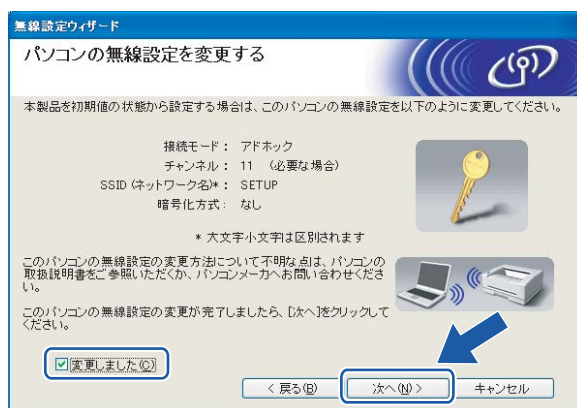 無線設定ウィザード
パソコンの無線設定を変更する
本製品を初期値の状態から設定する場合は、このパソコンの無線設定を以下のように変更してください。
接続モード： アドホック
チャンネル： 11 （必要な場合）
SSID（ネットワーク名）*： SETUP
暗号化方式： なし
* 大文字小文字は区別されます
このパソコンの無線設定の変更方法について不明な点は、パソコンの
取扱説明書をご参照いただくか、パソコンメーカへお問い合わせくださ
い。
このパソコンの無線設定の変更が完了しましたら、[次へ]をクリックして
ください。
変更しました(C)
< 戻る(B) 次へ(N) > キャンセル